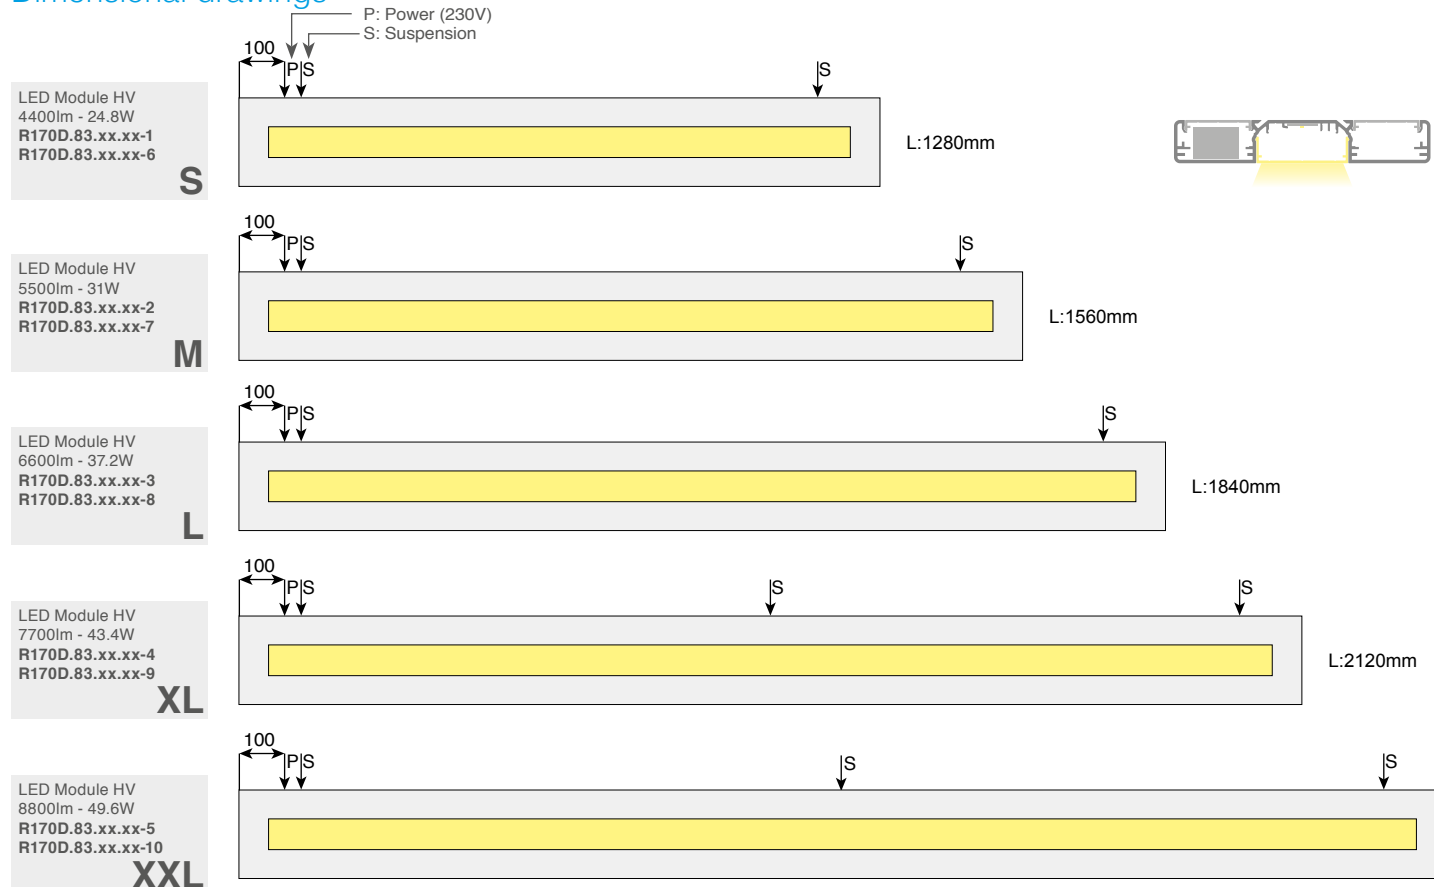 Dimensional drawings
P: Power (230V)
S: Suspension
100
P S
S
LED Module HV
4400lm - 24.8W
R170D.83.xx.xx-1
R170D.83.xx.xx-6
S
L:1280mm
100
P S
S
LED Module HV
5500lm - 31W
R170D.83.xx.xx-2
R170D.83.xx.xx-7
M
L:1560mm
100
P S
S
LED Module HV
6600lm - 37.2W
R170D.83.xx.xx-3
R170D.83.xx.xx-8
L
L:1840mm
100
P S
S
S
LED Module HV
7700lm - 43.4W
R170D.83.xx.xx-4
R170D.83.xx.xx-9
XL
L:2120mm
100
P S
S
S
LED Module HV
8800lm - 49.6W
R170D.83.xx.xx-5
R170D.83.xx.xx-10
XXL